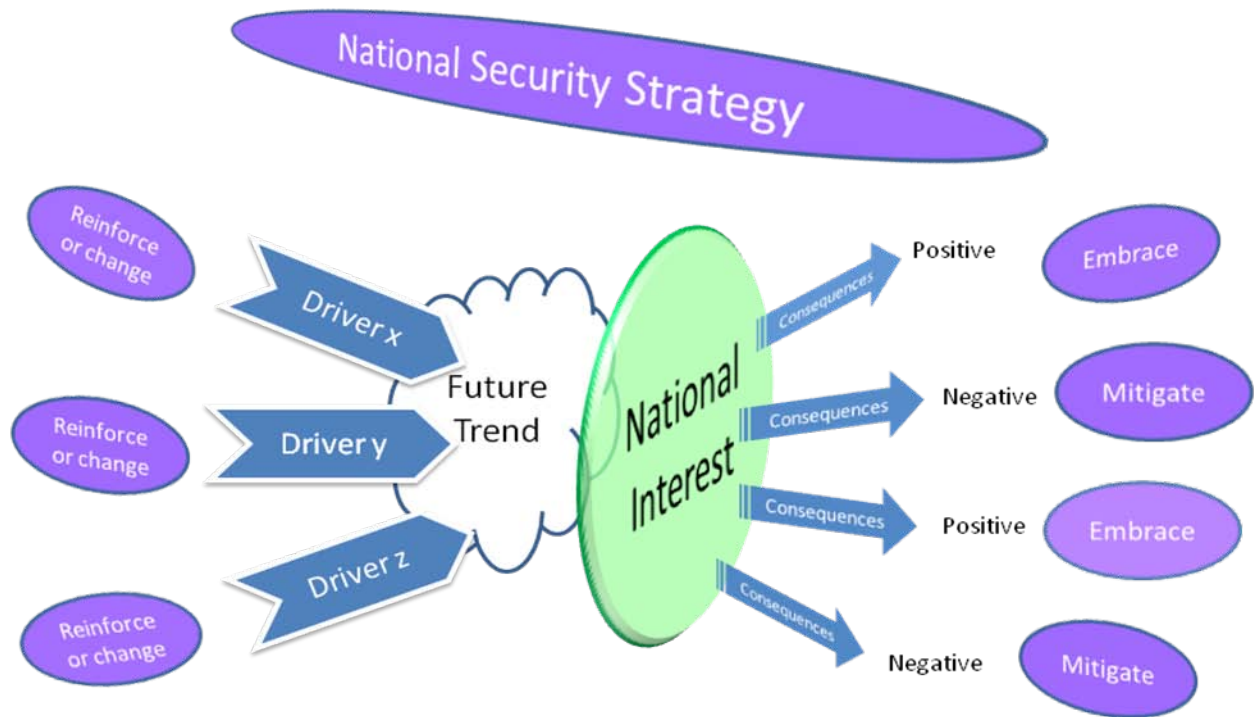 National Security Strategy
Reinforce
or change
Driver x
Reinforce
or change
Driver y
Reinforce
or change
Driver z
Future
Trend
National
Interest
Consequences
Positive
Embrace
Consequences
Negative
Mitigate
Consequences
Positive
Embrace
Consequences
Negative
Mitigate